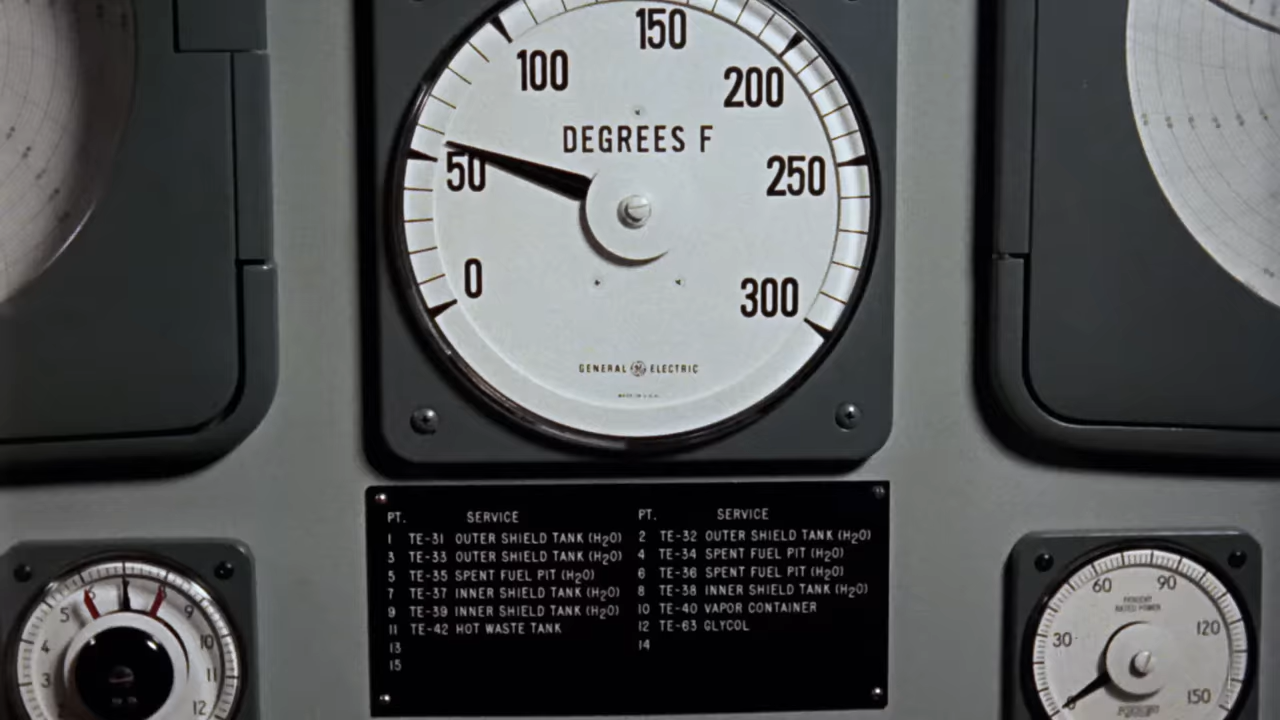 150
100
200
DEGREES F
50
250
0
300
GENERAL GE ELECTRIC
PT. SERVICE PT. SERVICE
1 TE-31 OUTER SHIELD TANK (H2O) 2 TE-32 OUTER SHIELD TANK (H2O)
3 TE-33 OUTER SHIELD TANK (H2O) 4 TE-34 SPENT FUEL PIT (H2O)
5 TE-35 SPENT FUEL PIT (H2O) 6 TE-36 SPENT FUEL PIT (H2O)
7 TE-37 INNER SHIELD TANK (H2O) 8 TE-38 INNER SHIELD TANK (H2O)
9 TE-39 INNER SHIELD TANK (H2O) 10 TE-40 VAPOR CONTAINER
11 TE-42 HOT WASTE TANK 12 TE-63 GLYCOL
13 14
15
5 9
4 10
3 11
12
60 90
PERCENT
RATED POWER
30 120
0 150